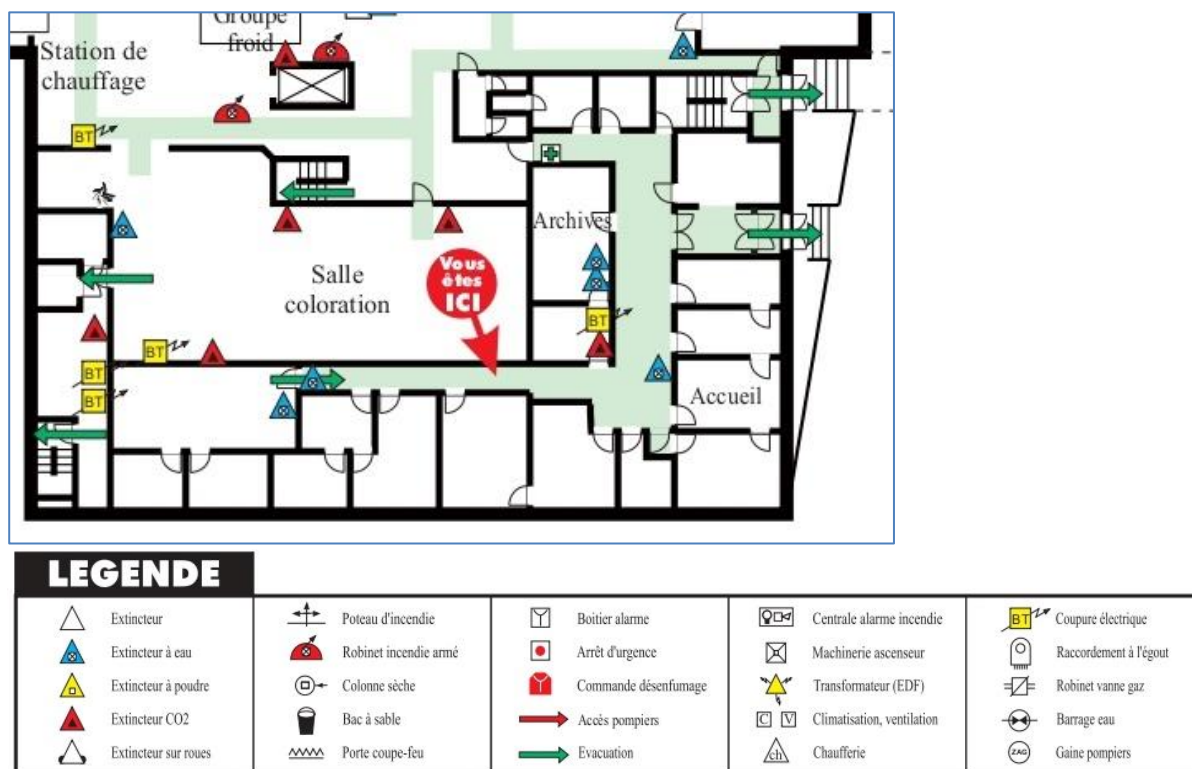 Groupe
froid
Station de
chauffage
BT
Archives
Vous
êtes
ICI
Salle
coloration
BT
BT
BT
BT
Accueil
LEGENDE
Extincteur
Poteau d'incendie
Boitier alarme
Centrale alarme incendie
BT
Coupure électrique
Extincteur à eau
Robinet incendie armé
Arrêt d'urgence
Machinerie ascenseur
Raccordement à l'égout
Extincteur à poudre
Colonne sèche
Commande désenfumage
Transformateur (EDF)
Robinet vanne gaz
Extincteur CO2
Bac à sable
Accès pompiers
C V
Climatisation, ventilation
Barrage eau
Extincteur sur roues
Porte coupe-feu
Evacuation
ch
Chaufferie
ZAG
Gaine pompiers